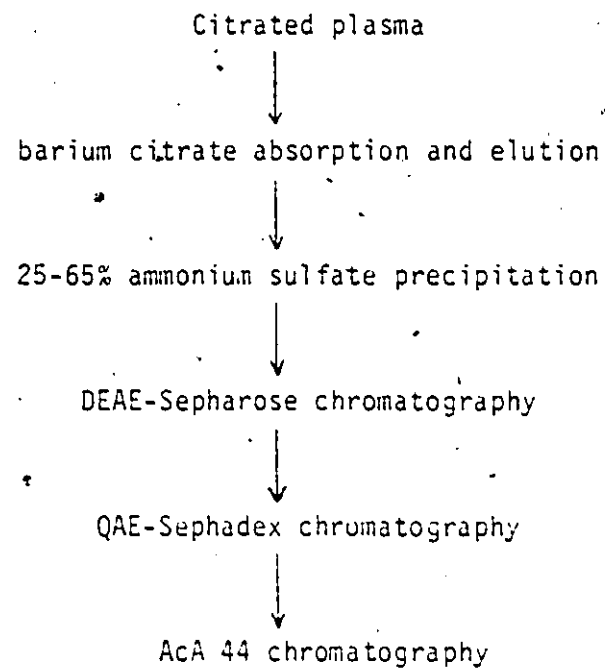 Citrated plasma
barium citrate absorption and elution
25-65% ammonium sulfate precipitation
DEAE-Sepharose chromatography
QAE-Sephadex chromatography
AcA 44 chromatography